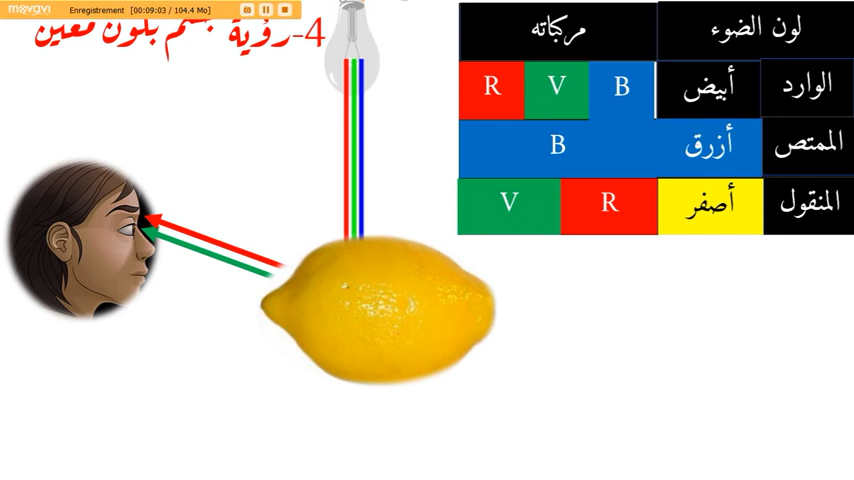 movavi
Enregistrement [00:09:03 / 104.4 Mo]
4-رؤية جسم بلون معين
لون الضوء مركباته
الوارد أبيض B V R
الممتص أزرق B
المنقول أصفر R V